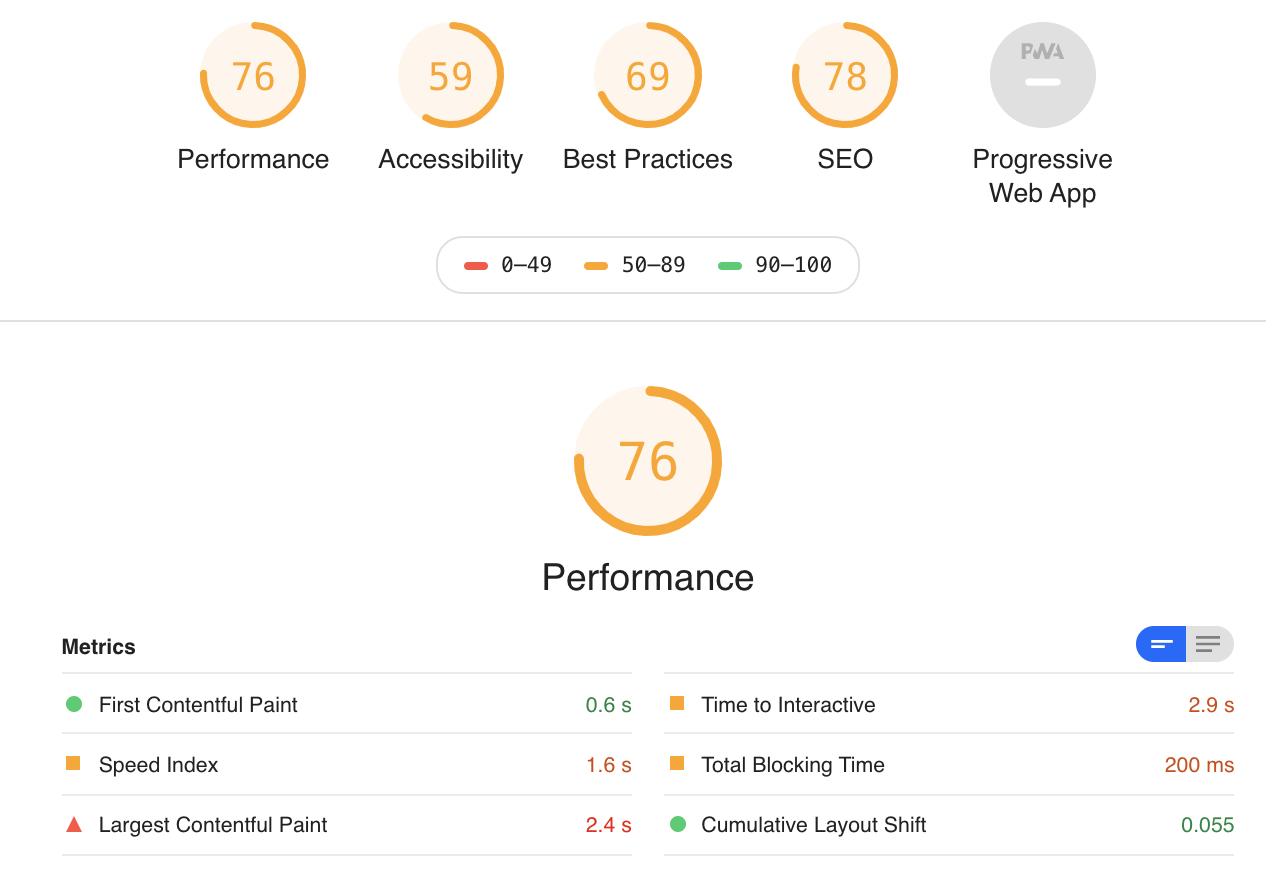 76 59 69 78 PWA
Performance Accessibility Best Practices SEO Progressive
Web App
0–49 50–89 90–100
76
Performance
Metrics
First Contentful Paint 0.6 s Time to Interactive 2.9 s
Speed Index 1.6 s Total Blocking Time 200 ms
Largest Contentful Paint 2.4 s Cumulative Layout Shift 0.055